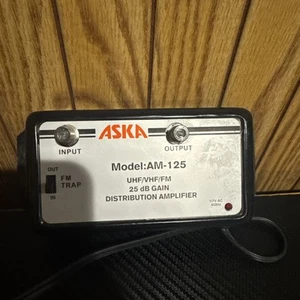 ASKA
INPUT
OUTPUT
Model:AM-125
OUT
FM
TRAP
IN
UHF/VHF/FM
25 dB GAIN
DISTRIBUTION AMPLIFIER